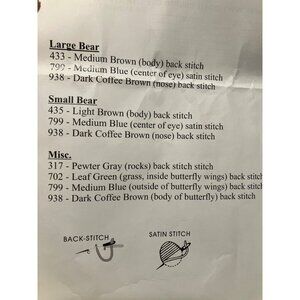 Large Bear
433 - Medium Brown (body) back stitch
799 - Medium Blue (center of eye) satin stitch
938 - Dark Coffee Brown (nose) back stitch
Small Bear
435 - Light Brown (body) back stitch
799 - Medium Blue (center of eye) satin stitch
938 - Dark Coffee Brown (nose) back stitch
Misc.
317 - Pewter Gray (rocks) back stitch stitch
702 - Leaf Green (grass, inside butterfly wings) back stitch
799 - Medium Blue (outside of butterfly wings) back stitch
938 - Dark Coffee Brown (body of butterfly) back stitch
BACK-STITCH
SATIN STITCH